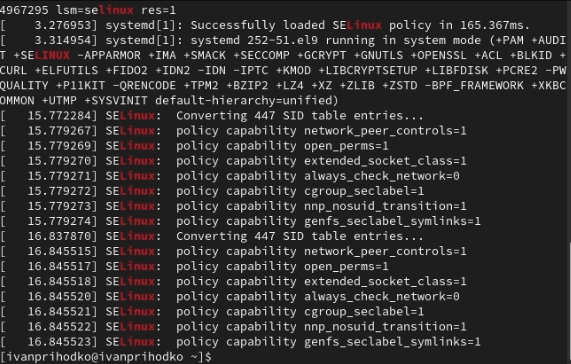 4967295 lsm=selinux res=1
[    3.276953] systemd[1]: Successfully loaded SELinux policy in 165.367ms.
[    3.314954] systemd[1]: systemd 252-51.el9 running in system mode (+PAM +AUDI
T +SELINUX -APPARMOR +IMA +SMACK +SECCOMP +GCRYPT +GNUTLS +OPENSSL +ACL +BLKID +
CURL +ELFUTILS +FIDO2 +IDN2 -IDN -IPTC +KMOD +LIBCRYPTSETUP +LIBFDISK +PCRE2 -PW
QUALITY +P11KIT -QRENCODE +TPM2 +BZIP2 +LZ4 +XZ +ZLIB +ZSTD -BPF_FRAMEWORK +XKBC
OMMON +UTMP +SYSVINIT default-hierarchy=unified)
[   15.772284] SELinux:  Converting 447 SID table entries...
[   15.779267] SELinux:  policy capability network_peer_controls=1
[   15.779269] SELinux:  policy capability open_perms=1
[   15.779270] SELinux:  policy capability extended_socket_class=1
[   15.779271] SELinux:  policy capability always_check_network=0
[   15.779272] SELinux:  policy capability cgroup_seclabel=1
[   15.779273] SELinux:  policy capability nnp_nosuid_transition=1
[   15.779274] SELinux:  policy capability genfs_seclabel_symlinks=1
[   16.837870] SELinux:  Converting 447 SID table entries...
[   16.845515] SELinux:  policy capability network_peer_controls=1
[   16.845517] SELinux:  policy capability open_perms=1
[   16.845518] SELinux:  policy capability extended_socket_class=1
[   16.845520] SELinux:  policy capability always_check_network=0
[   16.845521] SELinux:  policy capability cgroup_seclabel=1
[   16.845522] SELinux:  policy capability nnp_nosuid_transition=1
[   16.845523] SELinux:  policy capability genfs_seclabel_symlinks=1
[ivanprihodko@ivanprihodko ~]$